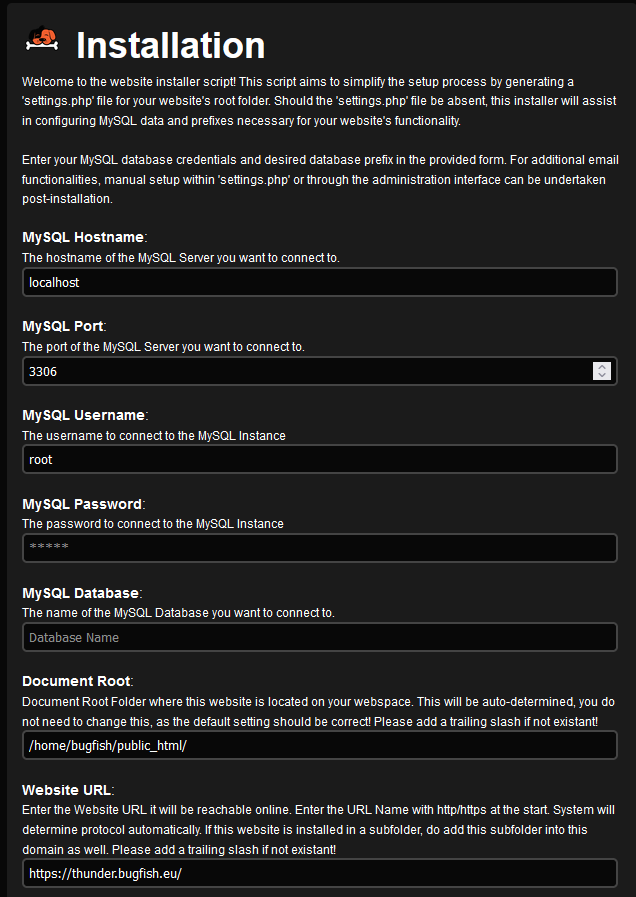 Installation
Welcome to the website installer script! This script aims to simplify the setup process by generating a
'settings.php' file for your website's root folder. Should the 'settings.php' file be absent, this installer will assist
in configuring MySQL data and prefixes necessary for your website's functionality.
Enter your MySQL database credentials and desired database prefix in the provided form. For additional email
functionalities, manual setup within 'settings.php' or through the administration interface can be undertaken
post-installation.
MySQL Hostname:
The hostname of the MySQL Server you want to connect to.
localhost
MySQL Port:
The port of the MySQL Server you want to connect to.
3306
MySQL Username:
The username to connect to the MySQL Instance
root
MySQL Password:
The password to connect to the MySQL Instance
*****
MySQL Database:
The name of the MySQL Database you want to connect to.
Database Name
Document Root:
Document Root Folder where this website is located on your webspace. This will be auto-determined, you do
not need to change this, as the default setting should be correct! Please add a trailing slash if not existant!
/home/bugfish/public_html/
Website URL:
Enter the Website URL it will be reachable online. Enter the URL Name with http/https at the start. System will
determine protocol automatically. If this website is installed in a subfolder, do add this subfolder into this
domain as well. Please add a trailing slash if not existant!
https://thunder.bugfish.eu/